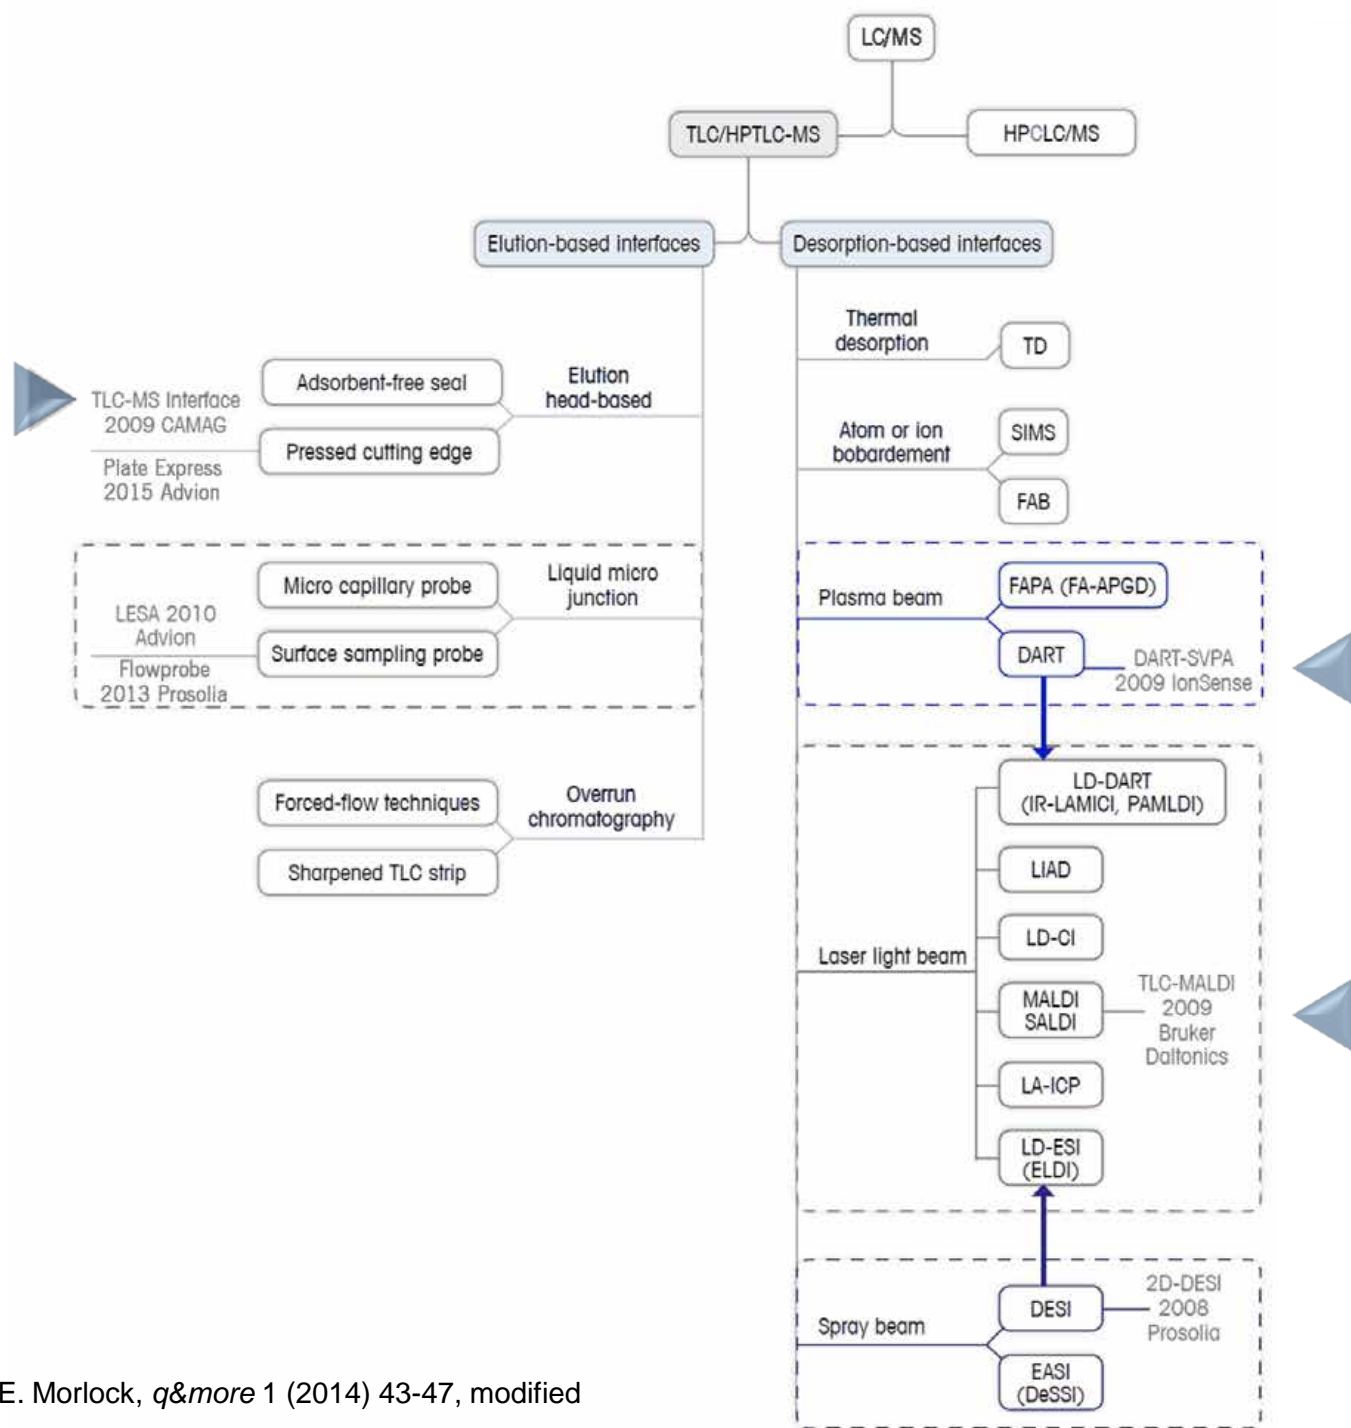 LC/MS
TLC/HPTLC-MS
HPCLC/MS
Elution-based interfaces
Desorption-based interfaces
Elution
head-based
Adsorbent-free seal
Pressed cutting edge
TLC-MS Interface
2009 CAMAG
Plate Express
2015 Advion
Liquid micro
junction
Micro capillary probe
Surface sampling probe
LESA 2010
Advion
Flowprobe
2013 Prosolia
Overrun
chromatography
Forced-flow techniques
Sharpened TLC strip
Thermal
desorption
TD
Atom or ion
bobardement
SIMS
FAB
Plasma beam
FAPA (FA-APGD)
DART
DART-SVPA
2009 IonSense
Laser light beam
LD-DART
(IR-LAMICI, PAMLDI)
LIAD
LD-CI
MALDI
SALDI
TLC-MALDI
2009
Bruker
Daltonics
LA-ICP
LD-ESI
(ELDI)
Spray beam
DESI
2D-DESI
2008
Prosolia
EASI
(DeSSI)
E. Morlock, q&more 1 (2014) 43-47, modified